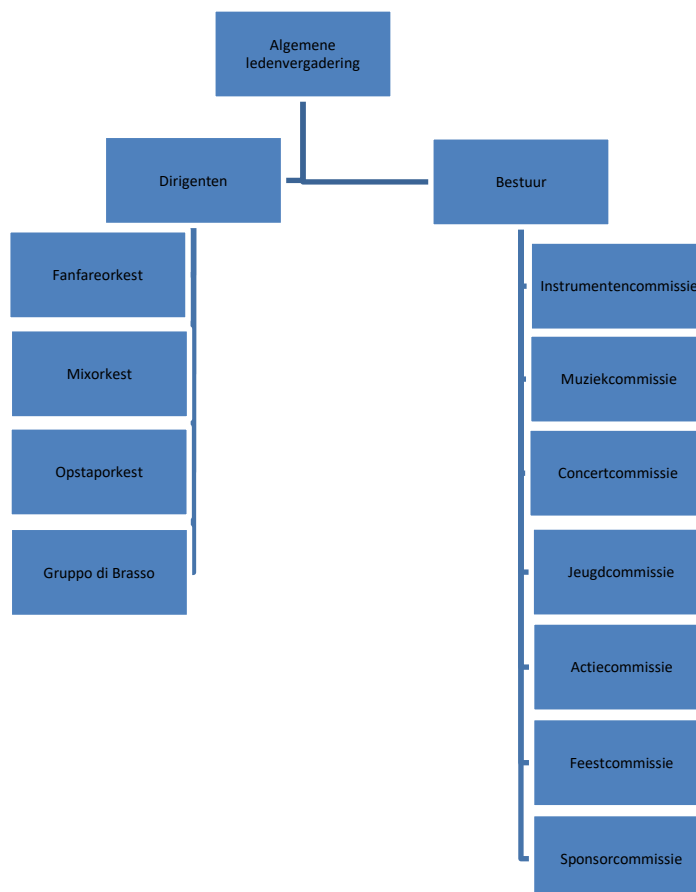 Algemene
ledenvergadering
Dirigenten
Bestuur
Fanfareorkest
Mixorkest
Opstaporkest
Gruppo di Brasso
Instrumentencommissie
Muziekcommissie
Concertcommissie
Jeugdcommissie
Actiecommissie
Feestcommissie
Sponsorcommissie